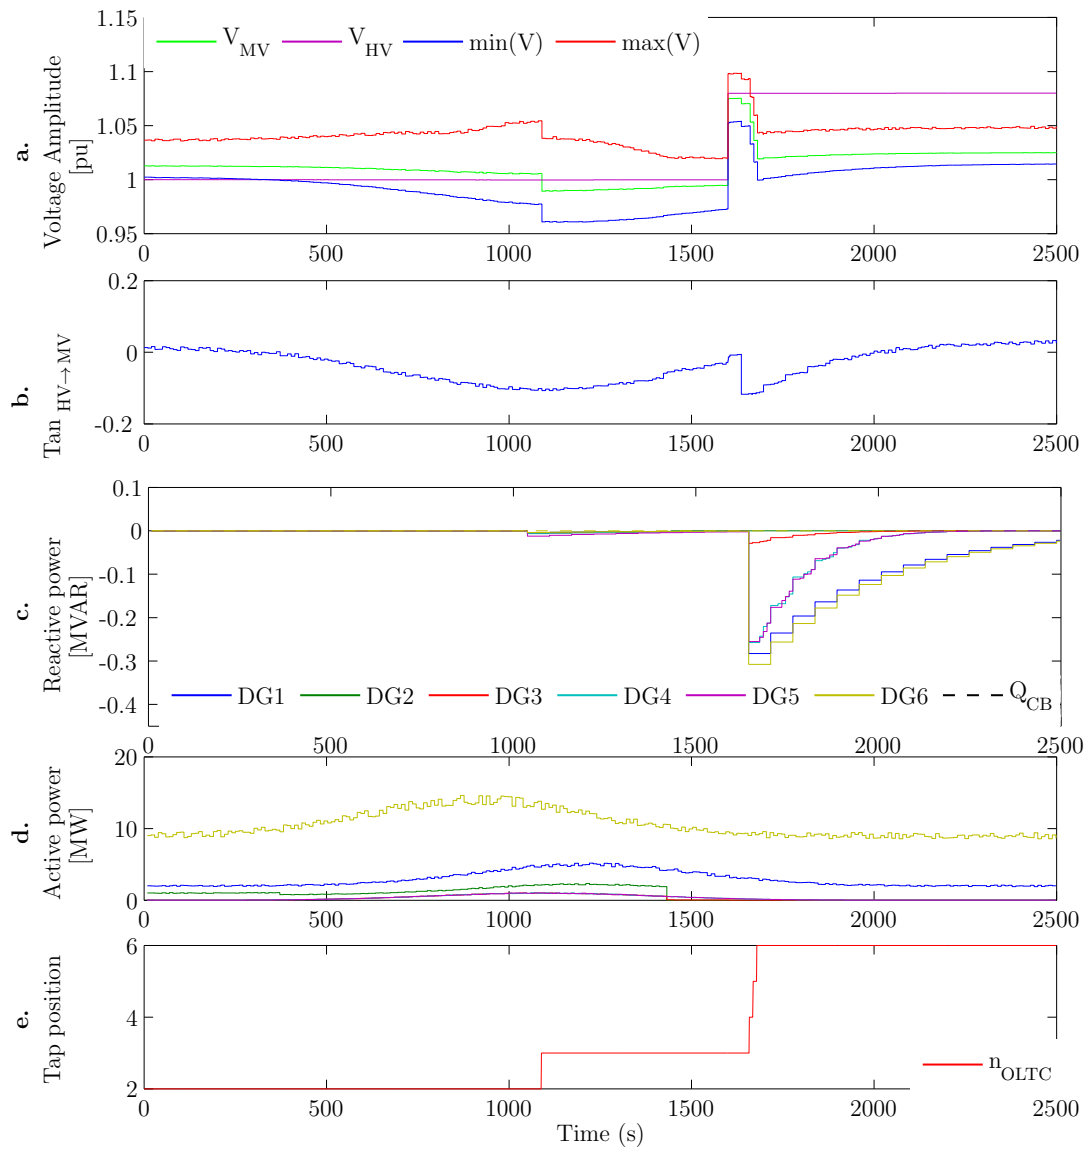 1.15
1.1
1.05
1
0.95
V_MV V_HV min(V) max(V)
a.
Voltage Amplitude
[pu]
0 500 1000 1500 2000 2500
0.2
0
-0.2
b.
Tan HV→MV
0 500 1000 1500 2000 2500
0.1
0
-0.1
-0.2
-0.3
-0.4
c.
Reactive power
[MVAR]
DG1 DG2 DG3 DG4 DG5 DG6 Q_CB
0 500 1000 1500 2000 2500
20
10
0
d.
Active power
[MW]
0 500 1000 1500 2000 2500
6
4
2
e.
Tap position
n_OLTC
0 500 1000 1500 2000 2500
Time (s)